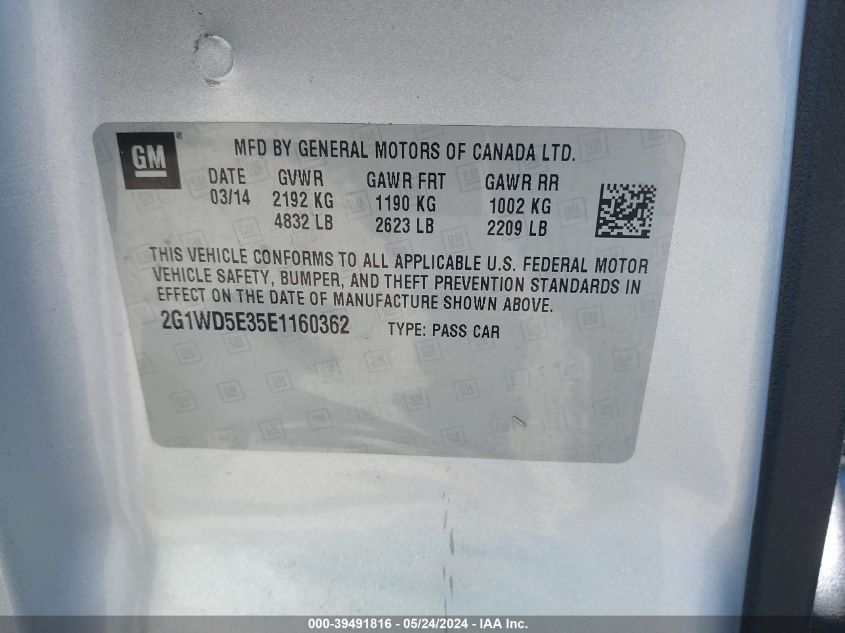 GM ®
MFD BY GENERAL MOTORS OF CANADA LTD.
DATE GVWR GAWR FRT GAWR RR
03/14 2192 KG 1190 KG 1002 KG
4832 LB 2623 LB 2209 LB
THIS VEHICLE CONFORMS TO ALL APPLICABLE U.S. FEDERAL MOTOR
VEHICLE SAFETY, BUMPER, AND THEFT PREVENTION STANDARDS IN
EFFECT ON THE DATE OF MANUFACTURE SHOWN ABOVE.
2G1WD5E35E1160362 TYPE: PASS CAR
000-39491816 - 05/24/2024 - IAA Inc.